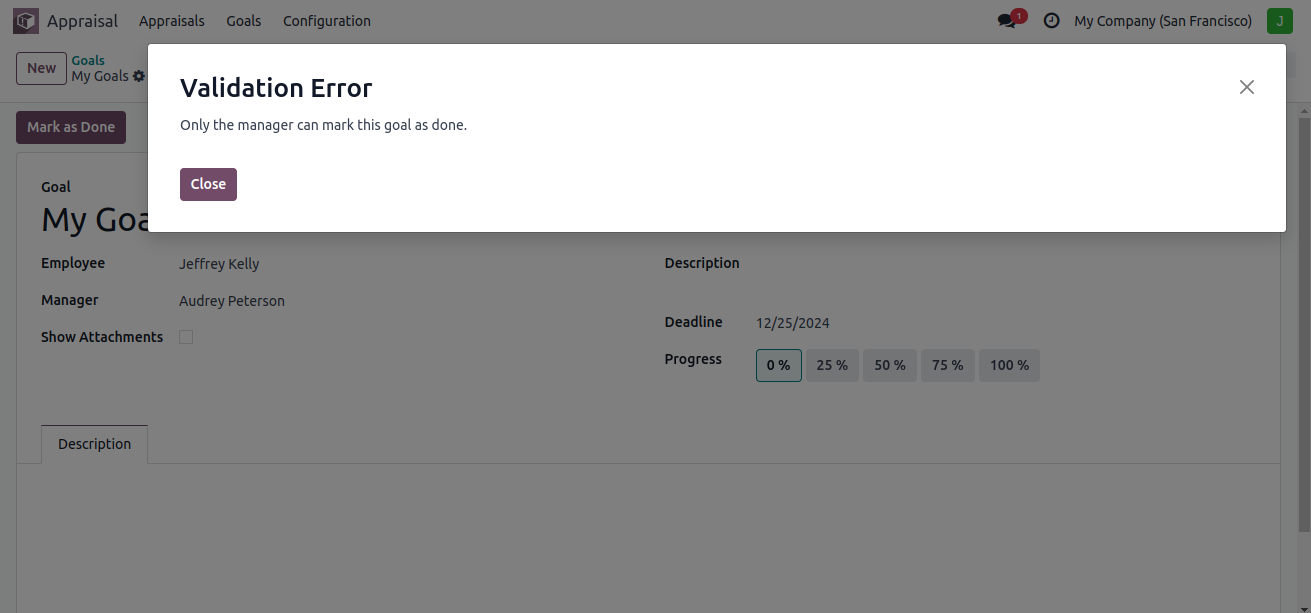 Appraisal Appraisals Goals Configuration 1 My Company (San Francisco) J
New Goals
My Goals
Validation Error
Only the manager can mark this goal as done.
Close
Mark as Done
Goal
My Goa
Employee Jeffrey Kelly Description
Manager Audrey Peterson
Deadline 12/25/2024
Show Attachments
Progress 0 % 25 % 50 % 75 % 100 %
Description